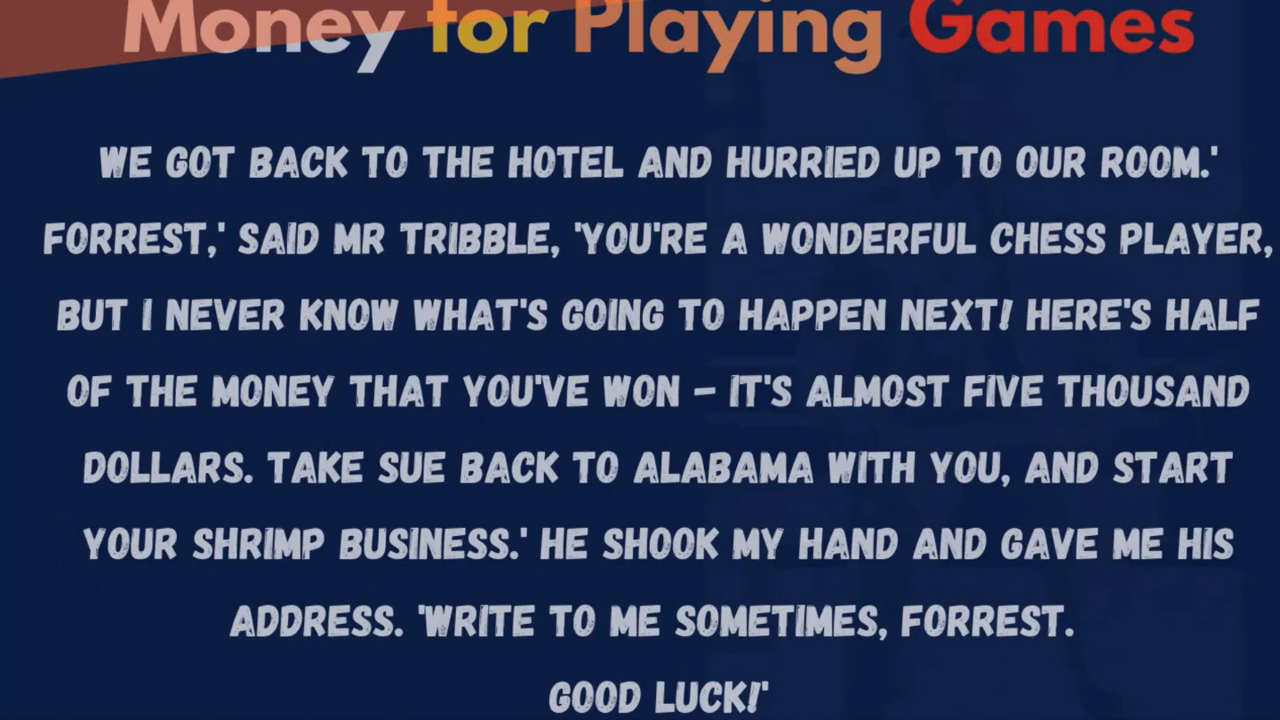 Money for Playing Games
WE GOT BACK TO THE HOTEL AND HURRIED UP TO OUR ROOM.'
FORREST,' SAID MR TRIBBLE, 'YOU'RE A WONDERFUL CHESS PLAYER,
BUT I NEVER KNOW WHAT'S GOING TO HAPPEN NEXT! HERE'S HALF
OF THE MONEY THAT YOU'VE WON – IT'S ALMOST FIVE THOUSAND
DOLLARS. TAKE SUE BACK TO ALABAMA WITH YOU, AND START
YOUR SHRIMP BUSINESS.' HE SHOOK MY HAND AND GAVE ME HIS
ADDRESS. 'WRITE TO ME SOMETIMES, FORREST.
GOOD LUCK!'